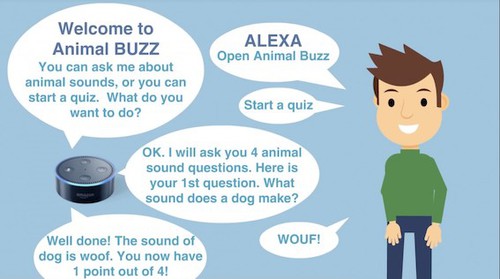 Welcome to
Animal BUZZ
You can ask me about
animal sounds, or you can
start a quiz.  What do you
want to do?
ALEXA
Open Animal Buzz
Start a quiz
OK. I will ask you 4 animal
sound questions. Here is
your 1st question. What
sound does a dog make?
WOUF!
Well done! The sound of
dog is woof. You now have
1 point out of 4!